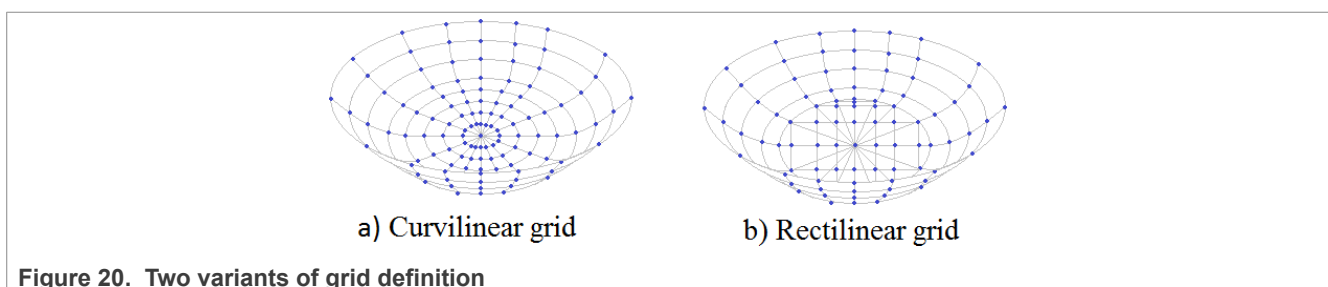 a) Curvilinear grid
b) Rectilinear grid
Figure 20. Two variants of grid definition